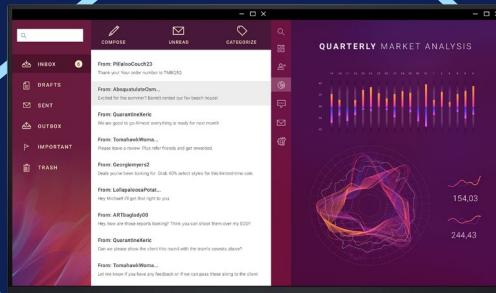 COMPOSE
UNREAD
CATEGORIZE
INBOX
DRAFTS
SENT
OUTBOX
IMPORTANT
TRASH
From: PillalooCouch23
Thank you! Your order number is
From: AbsquatulateOsm...
Excited for the summer? Barrett rented our fav beach house!
From: QuarantineXeric
We are good to go-Almost everything is ready for next month
From: TomahawkWoma...
Please leave a review. Plus refer friends and get rewarded.
From: Georgiemyers2
Deals you've been looking for. Grab 40% select styles for this limited-time sale.
From: LollapaloosaPotat...
Hey Michael! I'll get that right to you.
From: ARTbaglady00
Hey, how are those reports looking? Think you can shoot them over my EOD?
From: QuarantineXeric
Can we please show the client this round with the team's tweaks above?
From: TomahawkWoma...
Let me know if you have any feedback or if we can pass these along to the client
QUARTERLY MARKET ANALYSIS
154,03
244,43